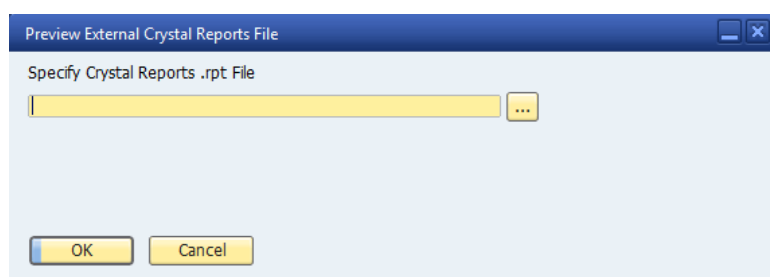 Preview External Crystal Reports File
Specify Crystal Reports .rpt File
...
OK Cancel